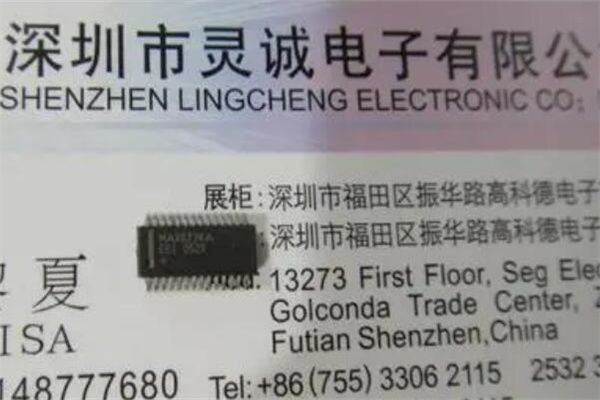 深圳市灵诚电子有限公
SHENZHEN LINGCHENG ELECTRONIC CO;
展柜:深圳市福田区振华路高科德电子
:深圳市福田区振华路高科德电子
13273 First Floor, Seg Elec
Golconda Trade Center,
Futian Shenzhen,China
夏
ISA
148777680
Tel:+86(755) 3306 2115 2532 3